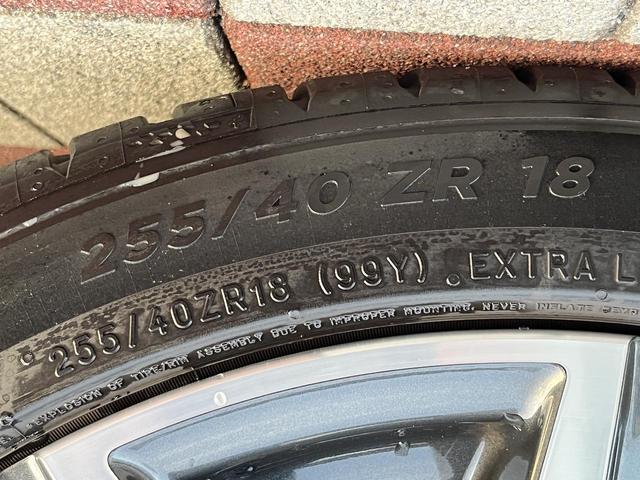 255/40 ZR 18
255/40ZR18 (99Y) . EXTRA L
EXPLOSION OF TIRE/RIM ASSEMBLY DUE TO IMPROPER MOUNTING. NEVER INFLATE